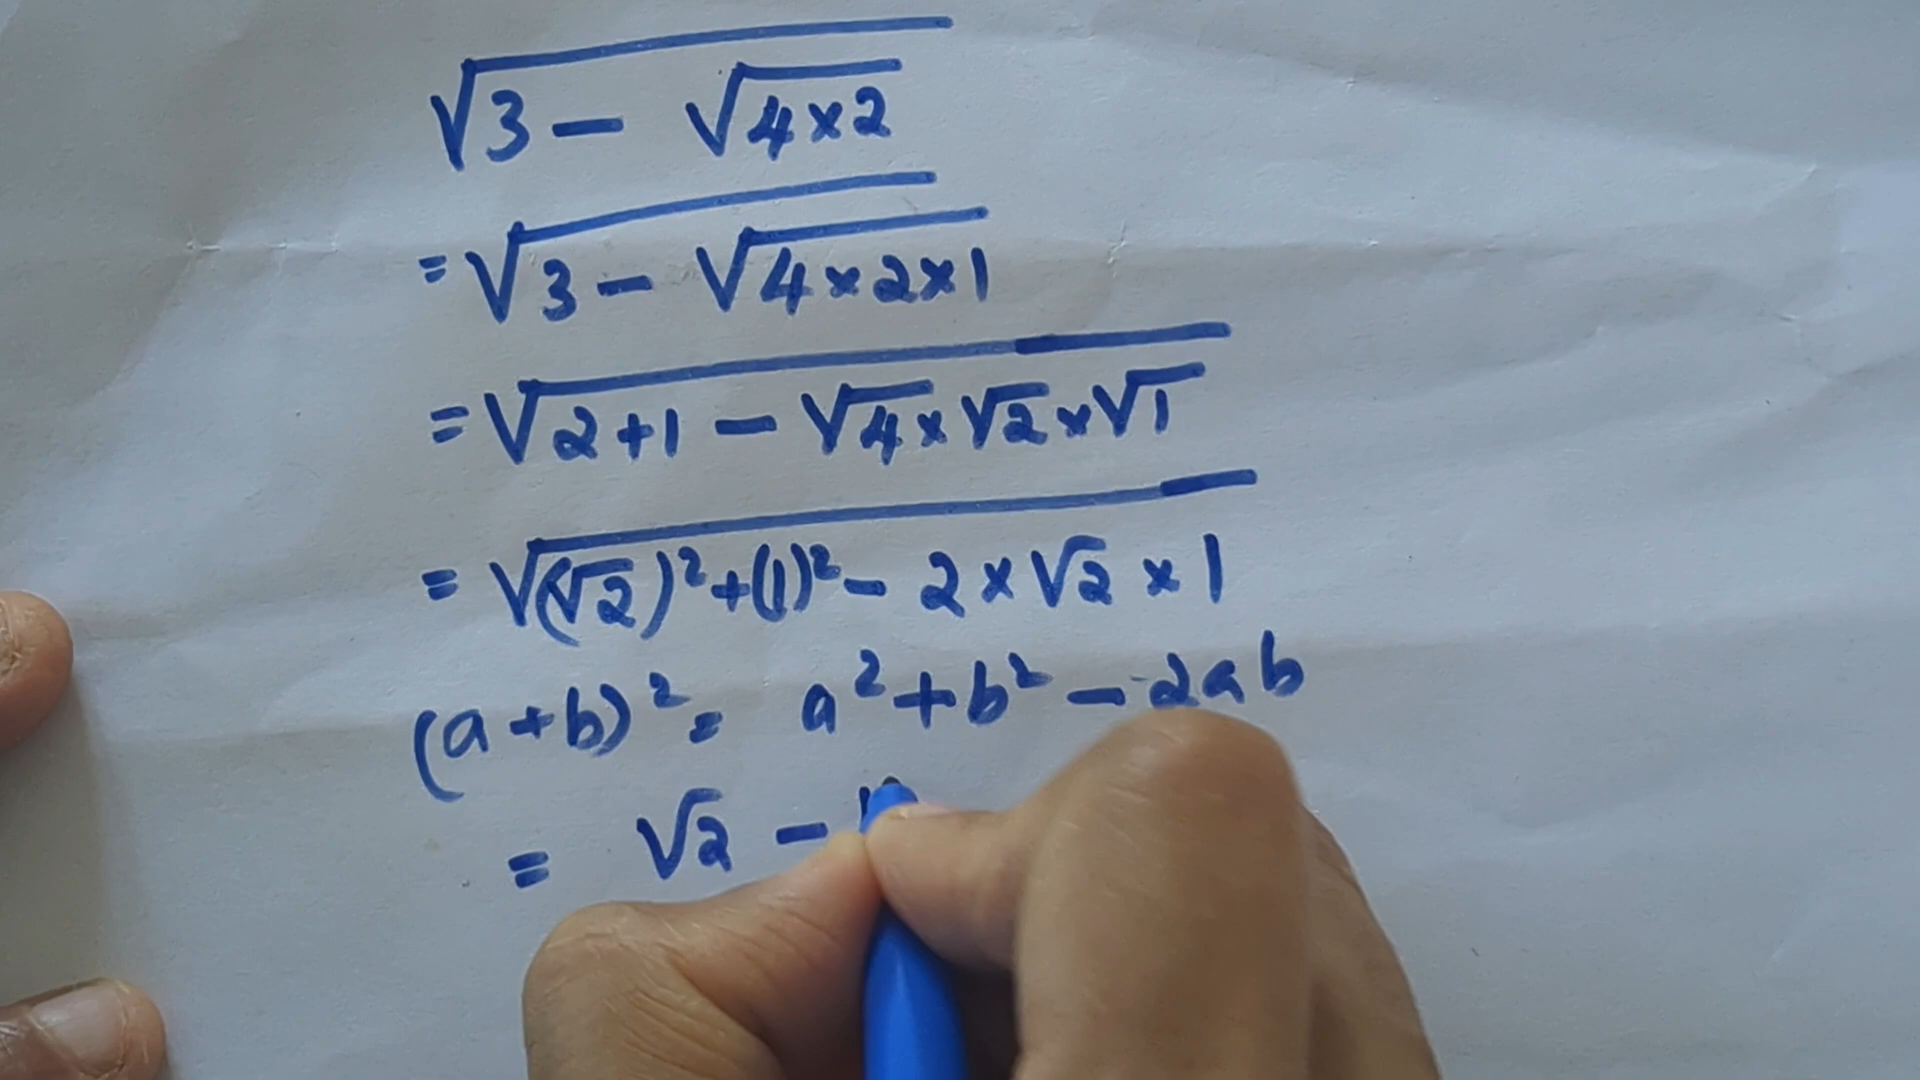 √(3 - √(4×2))
= √(3 - √(4×2×1))
= √(2+1 - √4×√2×√1)
= √((√2)²+(1)² - 2×√2×1)
(a+b)² = a²+b² - 2ab
= √2 -